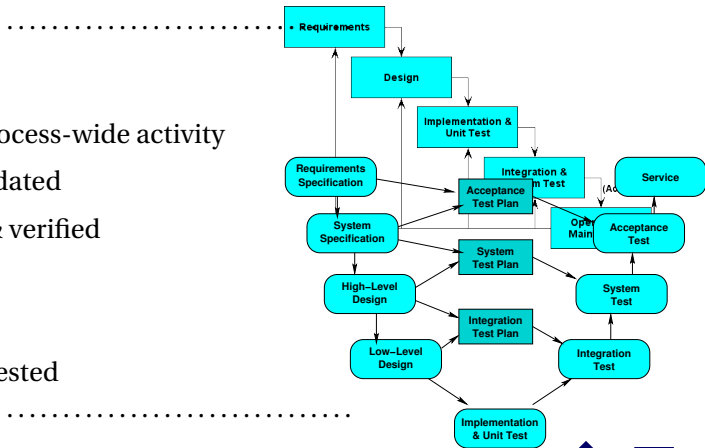 Requirements
Design
ocess-wide activity
Implementation &
Unit Test
dated
Requirements
Specification
Integration &
m Test
Service
Acceptance
Test Plan
(Ac
verified
System
Specification
Oper
Main
Acceptance
Test
System
Test Plan
High–Level
Design
System
Test
Integration
Test Plan
ested
Low–Level
Design
Integration
Test
Implementation
& Unit Test